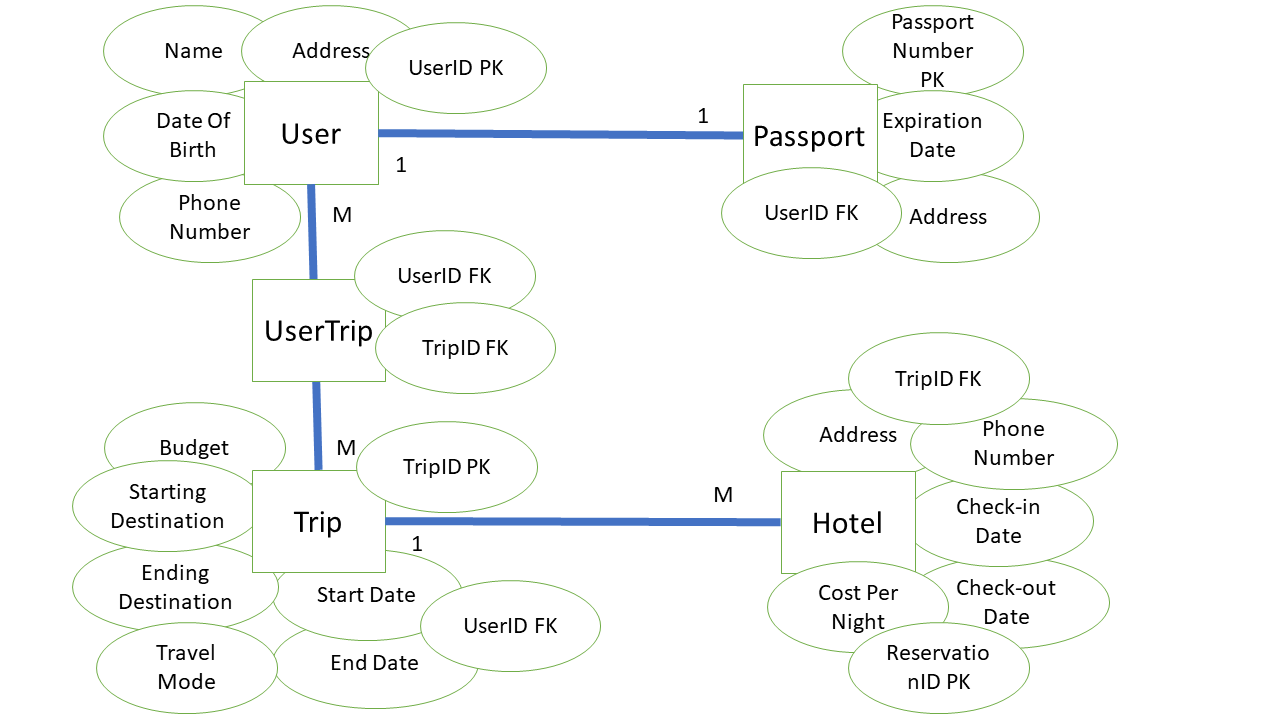 Name
Address
UserID PK
Date Of
Birth
User
1
1
Phone
Number
M
Passport
Number
PK
Passport
Expiration
Date
UserID FK
Address
UserID FK
UserTrip
TripID FK
Budget
M
TripID PK
Starting
Destination
Trip
1
M
Ending
Destination
Start Date
UserID FK
Travel
Mode
End Date
TripID FK
Address
Phone
Number
Hotel
Check-in
Date
Cost Per
Night
Check-out
Date
Reservatio
nID PK